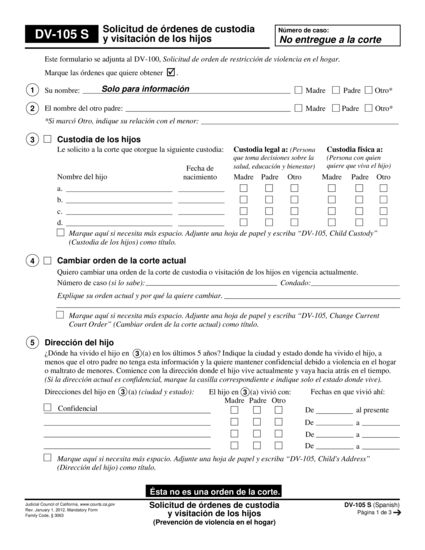 DV-105 S
Solicitud de órdenes de custodia
y visitación de los hijos
Número de caso:
No entregue a la corte
Este formulario se adjunta al DV-100, Solicitud de orden de restricción de violencia en el hogar.
Marque las órdenes que quiere obtener ☑.
1 Su nombre: Solo para información ☐ Madre ☐ Padre ☐ Otro*
2 El nombre del otro padre: ☐ Madre ☐ Padre ☐ Otro*
*Si marcó Otro, indique su relación con el menor:
3 ☐ Custodia de los hijos
Le solicito a la corte que otorgue la siguiente custodia:
Custodia legal a: (Persona
que toma decisiones sobre la
salud, educación y bienestar)
Custodia física a:
(Persona con quien
quiere que viva el hijo)
Nombre del hijo
Fecha de
nacimiento
Madre Padre Otro Madre Padre Otro
a. ☐ ☐ ☐ ☐ ☐ ☐
b. ☐ ☐ ☐ ☐ ☐ ☐
c. ☐ ☐ ☐ ☐ ☐ ☐
d. ☐ ☐ ☐ ☐ ☐ ☐
☐ Marque aquí si necesita más espacio. Adjunte una hoja de papel y escriba “DV-105, Child Custody”
(Custodia de los hijos) como título.
4 ☐ Cambiar orden de la corte actual
Quiero cambiar una orden de la corte de custodia o visitación de los hijos en vigencia actualmente.
Número de caso (si lo sabe): Condado:
Explique su orden actual y por qué la quiere cambiar.
☐ Marque aquí si necesita más espacio. Adjunte una hoja de papel y escriba “DV-105, Change Current
Court Order” (Cambiar orden de la corte actual) como título.
5 Dirección del hijo
¿Dónde ha vivido el hijo en 3(a) en los últimos 5 años? Indique la ciudad y estado donde ha vivido el hijo, a
menos que el otro padre no tenga esta información y la quiere mantener confidencial debido a violencia en el hogar
o maltrato de menores. Comience con la dirección donde el hijo vive actualmente y vaya hacia atrás en el tiempo.
(Si la dirección actual es confidencial, marque la casilla correspondiente e indique solo el estado donde vive).
Direcciones del hijo en 3(a) (ciudad y estado): El hijo en 3(a) vivió con: Fechas en que vivió ahí:
Madre Padre Otro
☐ Confidencial ☐ ☐ ☐ De al presente
☐ ☐ ☐ De a
☐ ☐ ☐ De a
☐ ☐ ☐ De a
☐ Marque aquí si necesita más espacio. Adjunte una hoja de papel y escriba “DV-105, Child's Address”
(Dirección del hijo) como título.
Ésta no es una orden de la corte.
Judicial Council of California, www.courts.ca.gov
Rev. January 1, 2012, Mandatory Form
Family Code, § 3063
Solicitud de órdenes de custodia
y visitación de los hijos
(Prevención de violencia en el hogar)
DV-105 S (Spanish)
Página 1 de 3 →